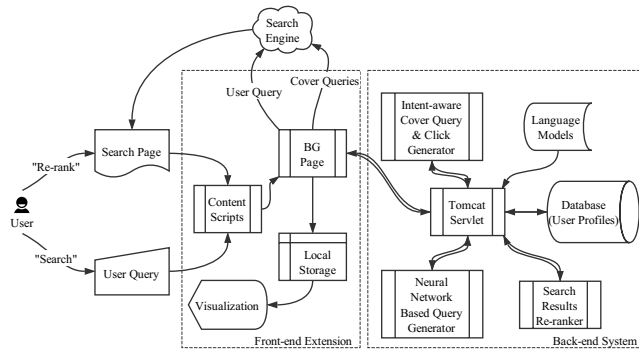 Search
Engine
User Query
Cover Queries
Intent-aware
Cover Query
& Click
Generator
Language
Models
"Re-rank"
Search Page
BG
Page
Content
Scripts
Tomcat
Servlet
Database
(User Profiles)
User
"Search"
User Query
Local
Storage
Visualization
Neural
Network
Based Query
Generator
Search
Results
Re-ranker
Front-end Extension
Back-end System